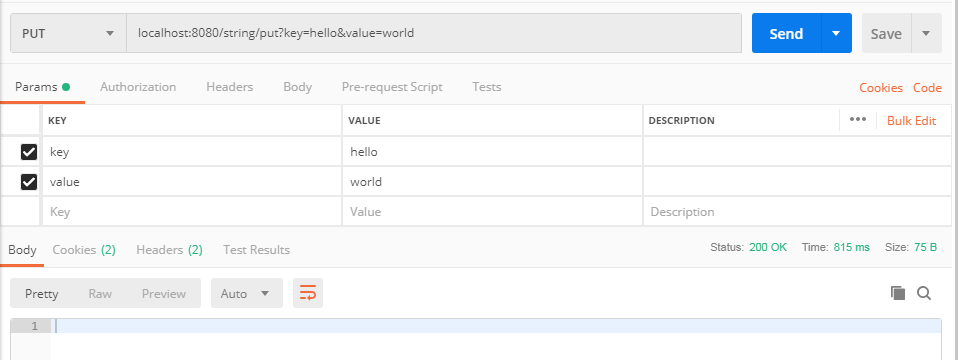 PUT localhost:8080/string/put?key=hello&value=world Send Save
Params Authorization Headers Body Pre-request Script Tests Cookies Code
KEY VALUE DESCRIPTION ••• Bulk Edit
key hello
value world
Key Value Description
Body Cookies (2) Headers (2) Test Results Status: 200 OK Time: 815 ms Size: 75 B
Pretty Raw Preview Auto
1